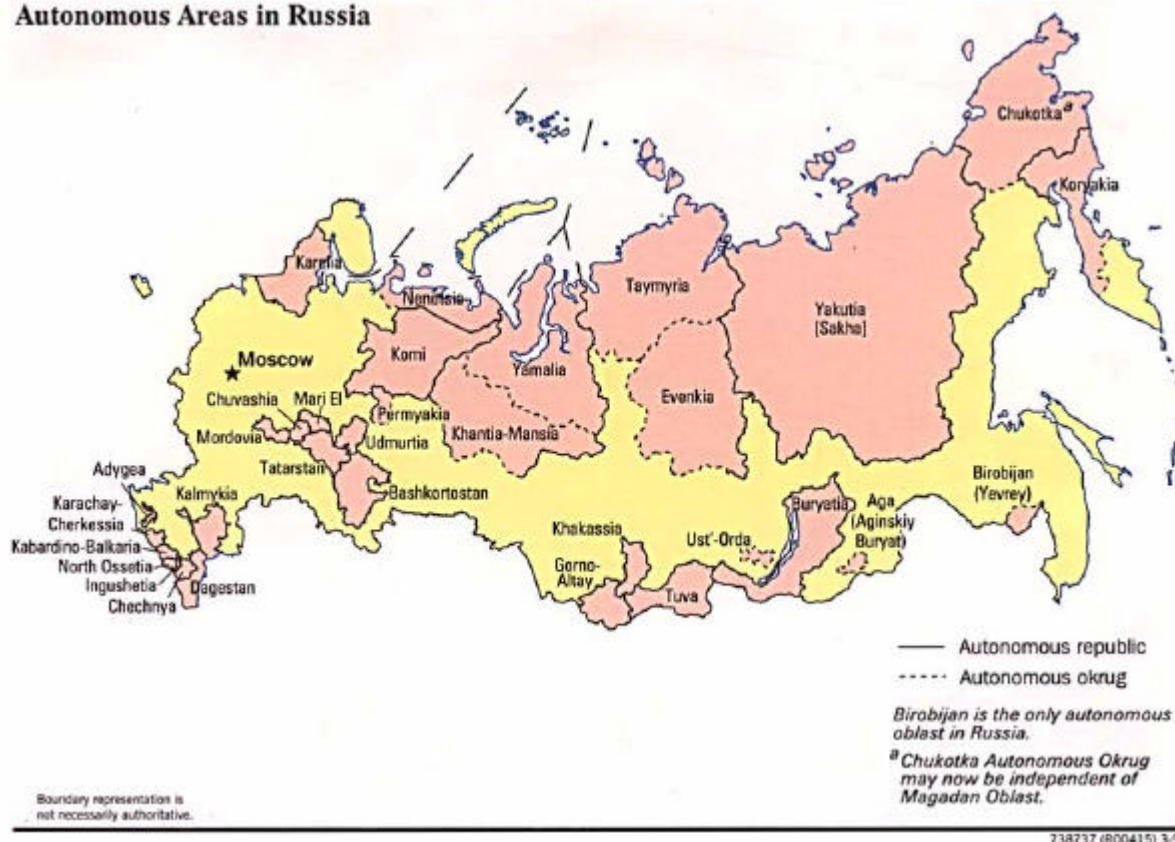 Autonomous Areas in Russia
Chukotka a
Koryakia
Karelia
Nenetsia
Taymyria
Yakutia
[Sakha]
Komi
Yamalia
Moscow
Evenkia
Chuvashia
Mari El
Permyakia
Khantia-Mansia
Mordovia
Udmurtia
Tatarstan
Adygea
Kalmykia
Bashkortostan
Birobijan
(Yevrey)
Karachay-
Cherkessia
Khakassia
Buryatia
Aga
(Aginskiy
Buryat)
Kabardino-Balkaria
Ust'-Orda
North Ossetia
Gorno-
Altay
Ingushetia
Dagestan
Tuva
Chechnya
Autonomous republic
Autonomous okrug
Birobijan is the only autonomous
oblast in Russia.
a Chukotka Autonomous Okrug
may now be independent of
Magadan Oblast.
Boundary representation is
not necessarily authoritative.
238737 (R00415)